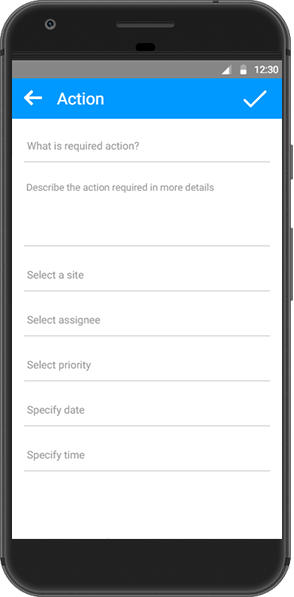 12:30
Action
What is required action?
Describe the action required in more details
Select a site
Select assignee
Select priority
Specify date
Specify time